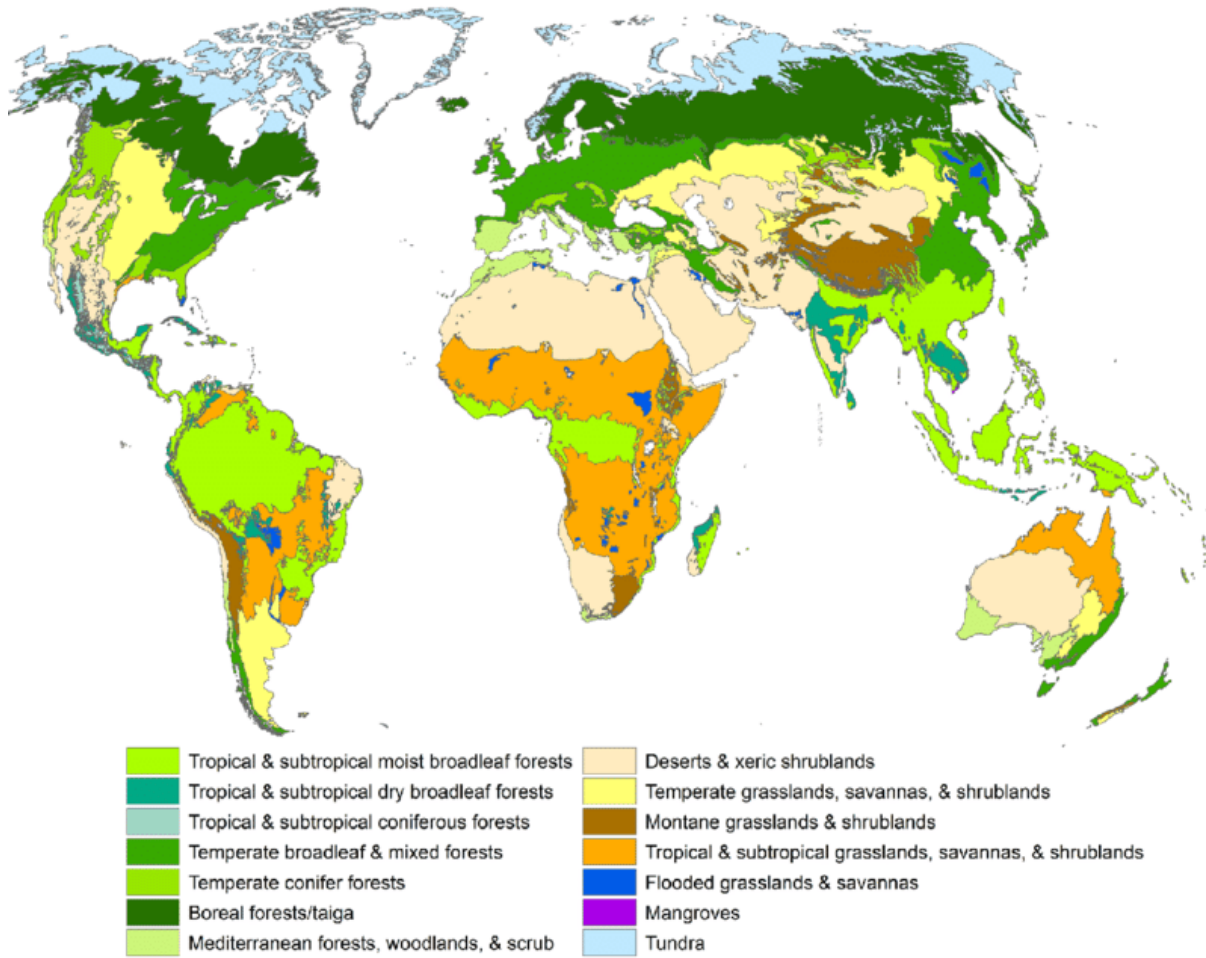 Tropical & subtropical moist broadleaf forests
Tropical & subtropical dry broadleaf forests
Tropical & subtropical coniferous forests
Temperate broadleaf & mixed forests
Temperate conifer forests
Boreal forests/taiga
Mediterranean forests, woodlands, & scrub
Deserts & xeric shrublands
Temperate grasslands, savannas, & shrublands
Montane grasslands & shrublands
Tropical & subtropical grasslands, savannas, & shrublands
Flooded grasslands & savannas
Mangroves
Tundra